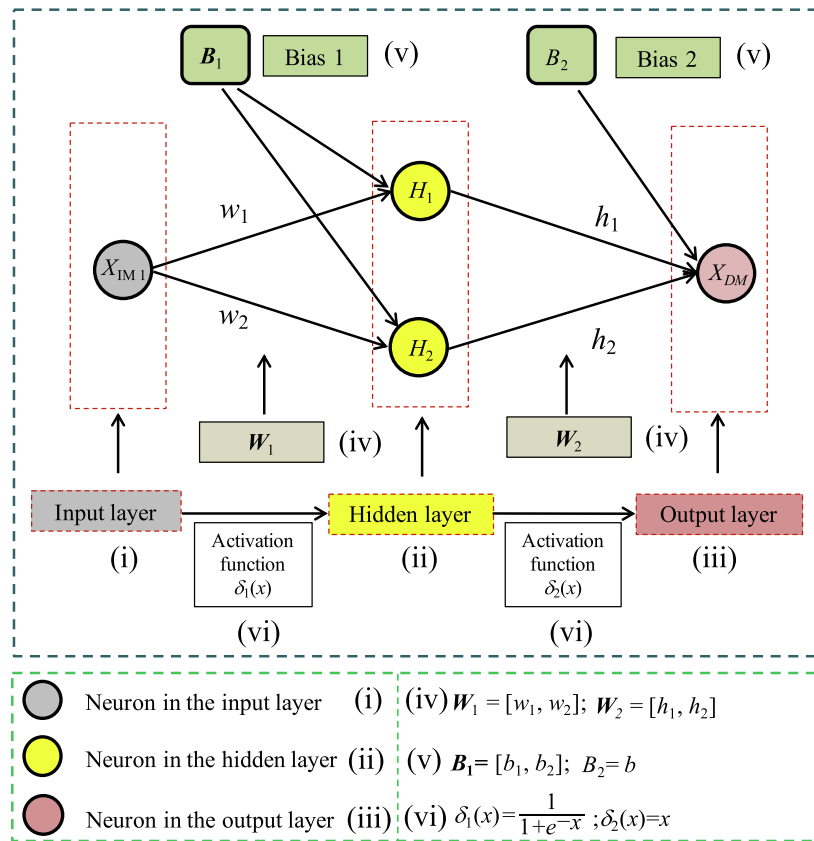 B₁ Bias 1 (v) B₂ Bias 2 (v)
w₁ H₁ h₁
X_IM 1 X_DM
w₂ H₂ h₂
W₁ (iv) W₂ (iv)
Input layer Hidden layer Output layer
(i) Activation function δ₁(x) (ii) Activation function δ₂(x) (iii)
(vi) (vi)
Neuron in the input layer (i) (iv) W₁ = [w₁, w₂]; W₂ = [h₁, h₂]
Neuron in the hidden layer (ii) (v) B₁= [b₁, b₂]; B₂= b
Neuron in the output layer (iii) (vi) δ₁(x)=1/(1+e⁻ˣ) ;δ₂(x)=x